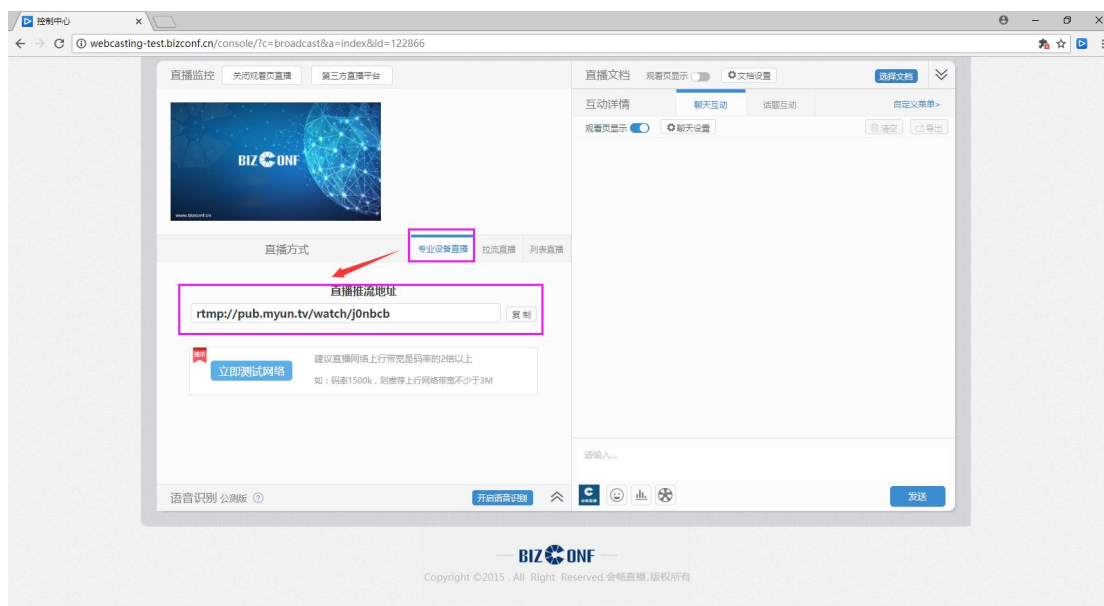 控制中心
webcasting-test.bizconf.cn/console/?c=broadcast&a=index&id=122866
直播监控 关闭观看页直播 第三方直播平台
直播文档 观看页显示 文档设置 选择文档
互动详情 聊天互动 话题互动 自定义菜单>
观看页显示 聊天设置 清空 导出
BIZCONF
www.bizconf.cn
直播方式 专业设备直播 拉流直播 列表直播
直播推流地址
rtmp://pub.myun.tv/watch/j0nbcb 复制
提示
立即测试网络
建议直播网络上行带宽是码率的2倍以上
如：码率1500k，则推荐上行网络带宽不少于3M
请输入...
语音识别 公测版 ? 开启语音识别
发送
BIZCONF
Copyright ©2015 . All Right Reserved.会畅直播.版权所有